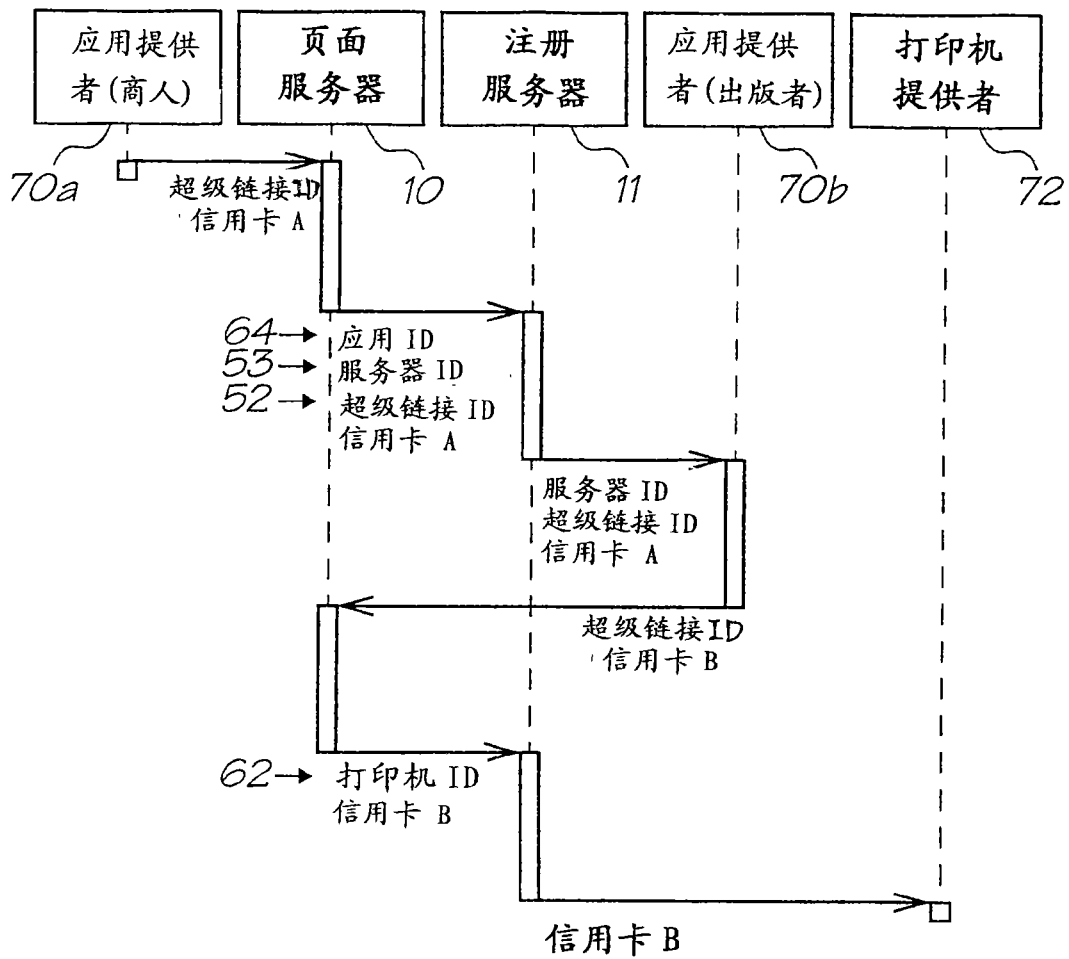 应用提供
者(商人)
页面
服务器
注册
服务器
应用提供
者(出版者)
打印机
提供者
70a
10
11
70b
72
超级链接ID
信用卡 A
64
应用 ID
53
服务器 ID
52
超级链接 ID
信用卡 A
服务器 ID
超级链接 ID
信用卡 A
超级链接ID
信用卡 B
62
打印机 ID
信用卡 B
信用卡 B